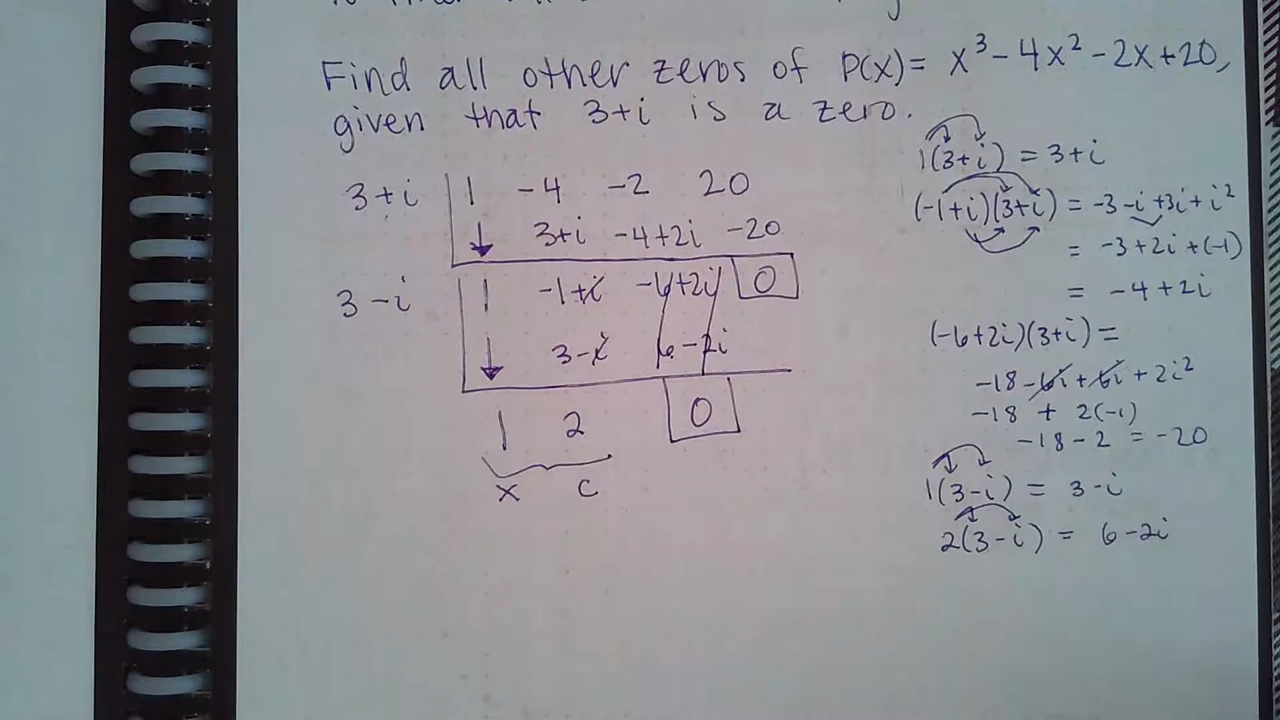 Find all other zeros of P(x) = x³ - 4x² - 2x + 20,
given that 3+i is a zero.
3+i 1 -4 -2 20
3+i -4+2i -20
3-i 1 -1+i -6+2i 0
3-i 6-2i
1 2 0
x c
1(3+i) = 3+i
(-1+i)(3+i) = -3-i+3i+i²
= -3+2i+(-1)
= -4+2i
(-6+2i)(3+i) =
-18-6i+6i+2i²
-18 + 2(-1)
-18-2 = -20
1(3-i) = 3-i
2(3-i) = 6-2i